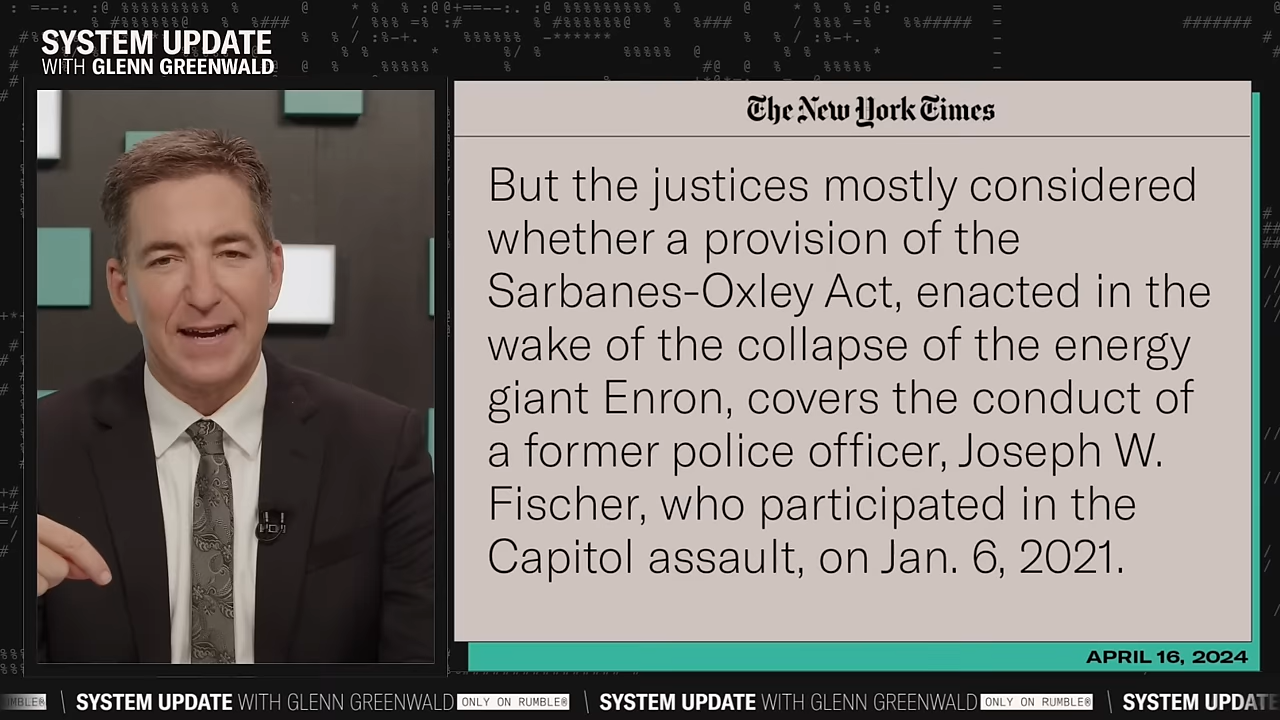 SYSTEM UPDATE
WITH GLENN GREENWALD
The New York Times
But the justices mostly considered
whether a provision of the
Sarbanes-Oxley Act, enacted in the
wake of the collapse of the energy
giant Enron, covers the conduct of
a former police officer, Joseph W.
Fischer, who participated in the
Capitol assault, on Jan. 6, 2021.
APRIL 16, 2024
UMBLE® \ SYSTEM UPDATE WITH GLENN GREENWALD ONLY ON RUMBLE® \ SYSTEM UPDATE WITH GLENN GREENWALD ONLY ON RUMBLE® \ SYSTEM UPDATE